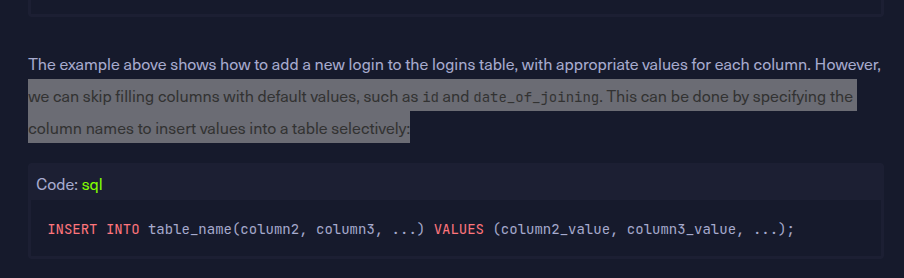 The example above shows how to add a new login to the logins table, with appropriate values for each column. However,
we can skip filling columns with default values, such as id and date_of_joining. This can be done by specifying the
column names to insert values into a table selectively:
Code: sql
INSERT INTO table_name(column2, column3, ...) VALUES (column2_value, column3_value, ...);